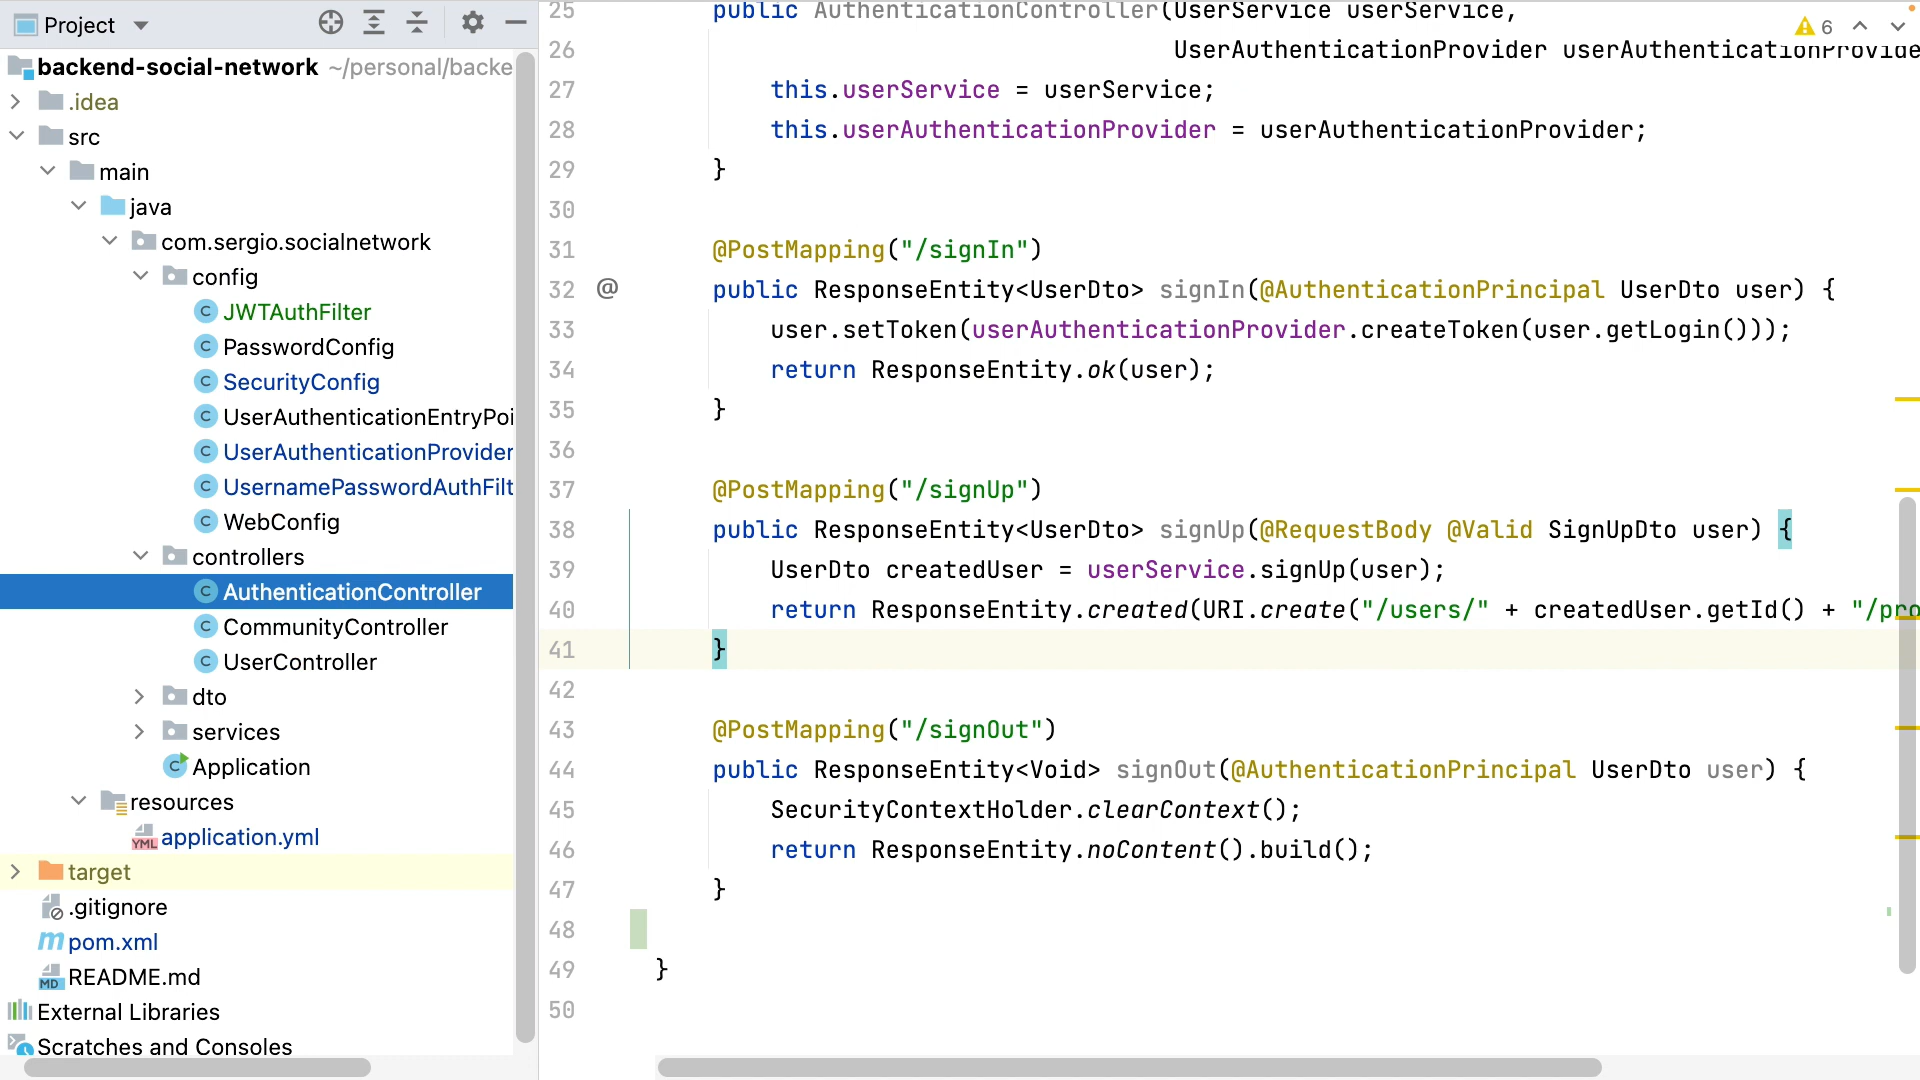 Project
backend-social-network ~/personal/backe
.idea
src
main
java
com.sergio.socialnetwork
config
JWTAuthFilter
PasswordConfig
SecurityConfig
UserAuthenticationEntryPoi
UserAuthenticationProvider
UsernamePasswordAuthFilt
WebConfig
controllers
AuthenticationController
CommunityController
UserController
dto
services
Application
resources
application.yml
target
.gitignore
pom.xml
README.md
External Libraries
Scratches and Consoles
6
25 public AuthenticationController(UserService userService,
26 UserAuthenticationProvider userAuthenticationProvide
27 this.userService = userService;
28 this.userAuthenticationProvider = userAuthenticationProvider;
29 }
30
31 @PostMapping("/signIn")
32 @ public ResponseEntity<UserDto> signIn(@AuthenticationPrincipal UserDto user) {
33 user.setToken(userAuthenticationProvider.createToken(user.getLogin()));
34 return ResponseEntity.ok(user);
35 }
36
37 @PostMapping("/signUp")
38 public ResponseEntity<UserDto> signUp(@RequestBody @Valid SignUpDto user) {
39 UserDto createdUser = userService.signUp(user);
40 return ResponseEntity.created(URI.create("/users/" + createdUser.getId() + "/pro
41 }
42
43 @PostMapping("/signOut")
44 public ResponseEntity<Void> signOut(@AuthenticationPrincipal UserDto user) {
45 SecurityContextHolder.clearContext();
46 return ResponseEntity.noContent().build();
47 }
48
49 }
50